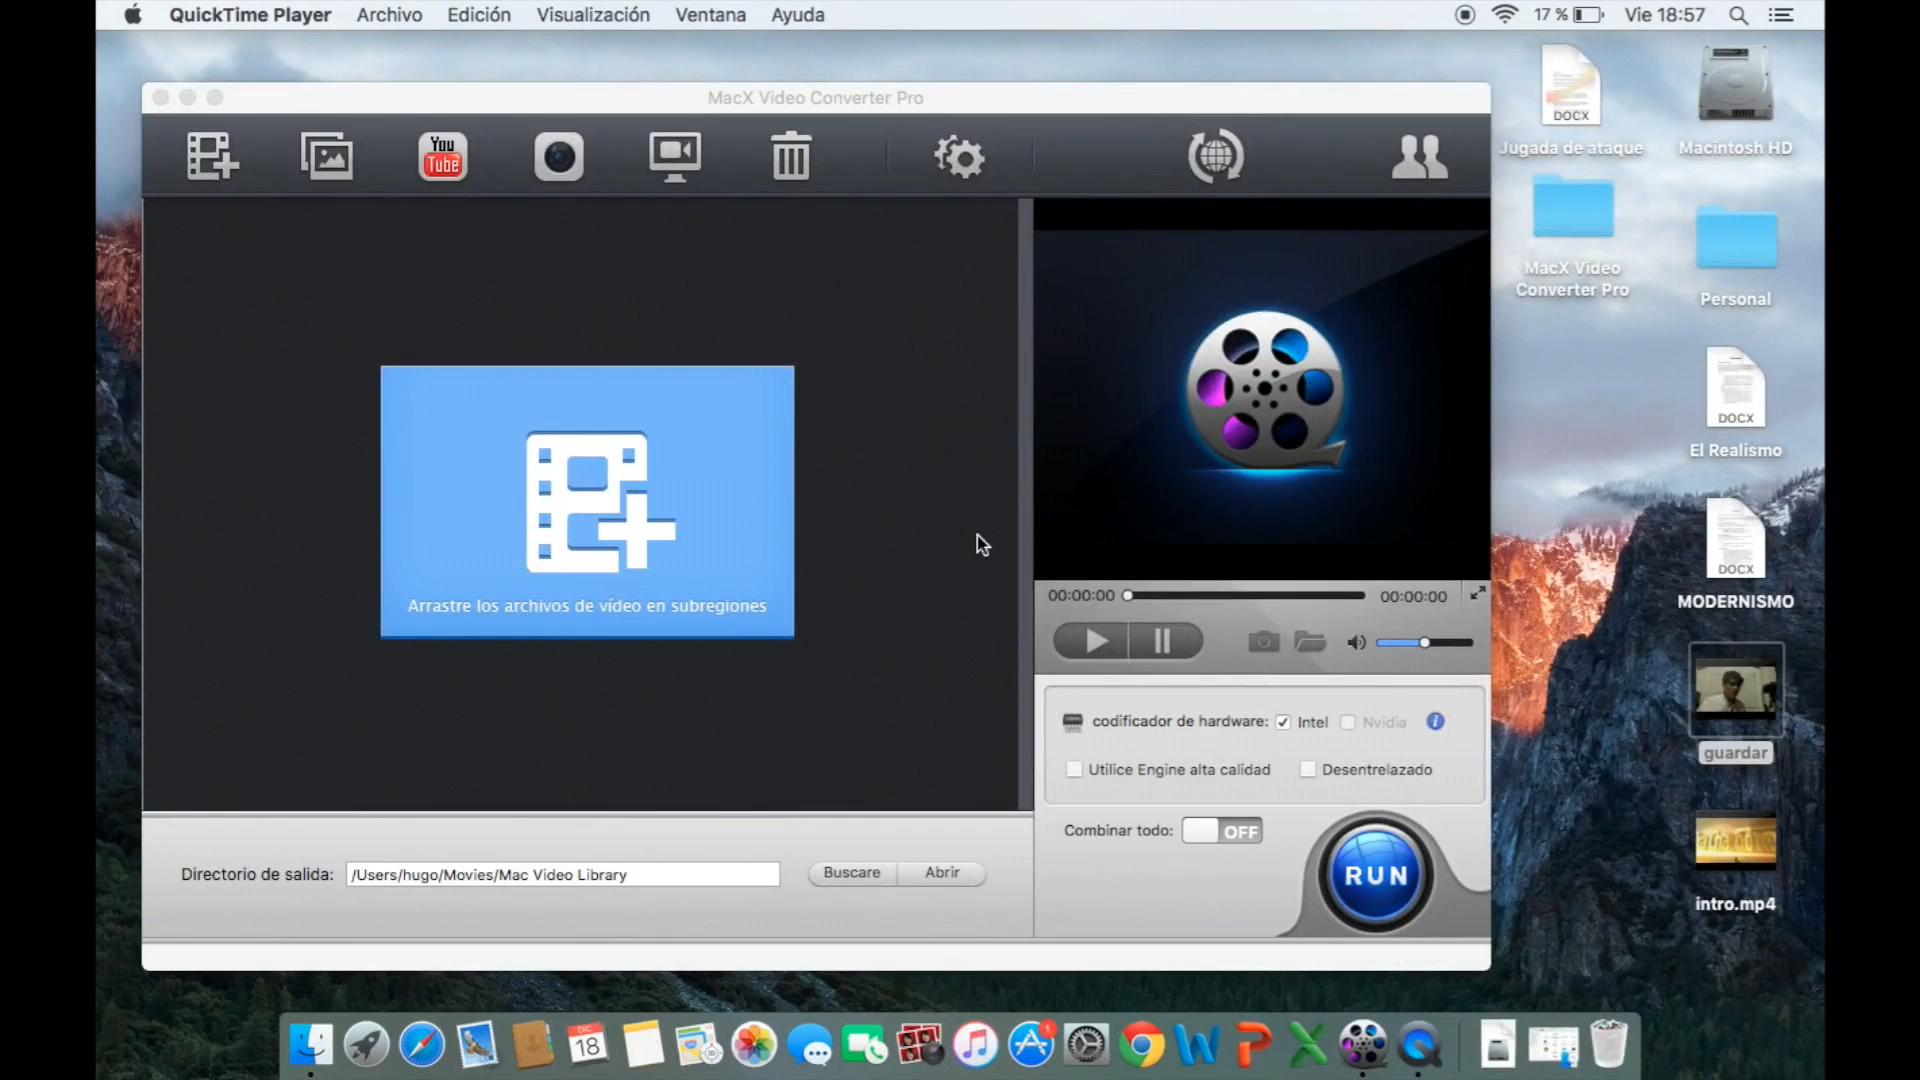 QuickTime Player Archivo Edición Visualización Ventana Ayuda 17 % Vie 18:57
MacX Video Converter Pro
You
Tube
DOCX
Jugada de ataque
Macintosh HD
MacX Video
Converter Pro
Personal
DOCX
El Realismo
DOCX
MODERNISMO
guardar
intro.mp4
Arrastre los archivos de vídeo en subregiones
00:00:00 00:00:00
codificador de hardware: Intel Nvidia
Utilice Engine alta calidad Desentrelazado
Combinar todo: OFF
RUN
Directorio de salida: /Users/hugo/Movies/Mac Video Library Buscare Abrir
DIC
18
1